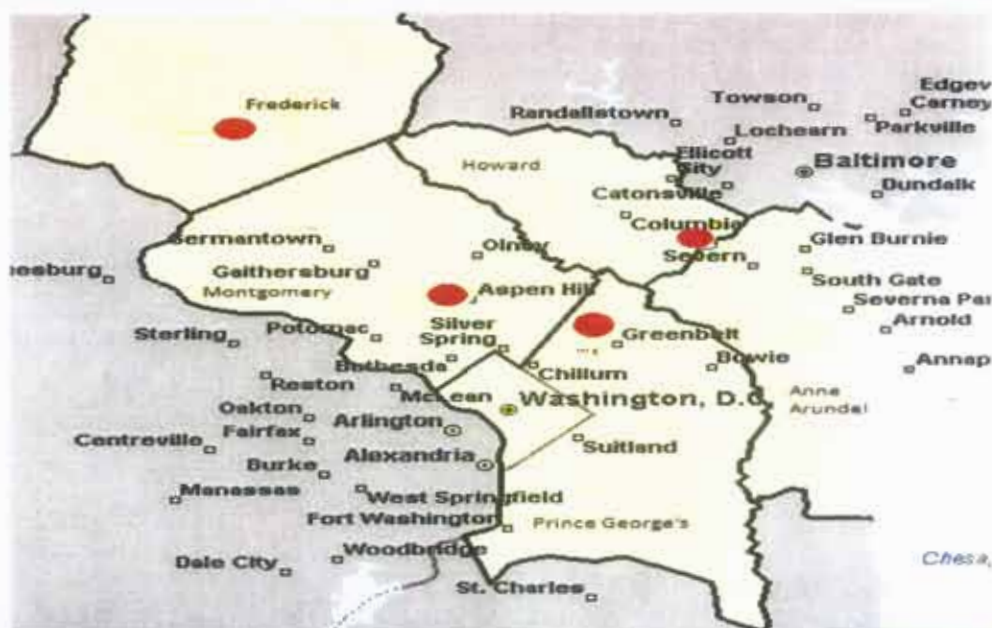 Frederick
Randallstown
Towson
Edgev
Carney
Parkville
Lochearn
Howard
Ellicott
City
Baltimore
Catonsville
Dundalk
Columbia
Germantown
Olney
Severn
Glen Burnie
Gaithersburg
eesburg
South Gate
Montgomery
Aspen Hill
Severna Par
Sterling
Potomac
Silver
Spring
Greenbelt
Arnold
Bethesda
Chillum
Bowie
Annap
Reston
McLean
Washington, D.C.
Anne
Arundel
Oakton
Arlington
Centreville
Fairfax
Suitland
Burke
Alexandria
Manassas
West Springfield
Fort Washington
Prince George's
Dale City
Woodbridge
St. Charles
Chesa